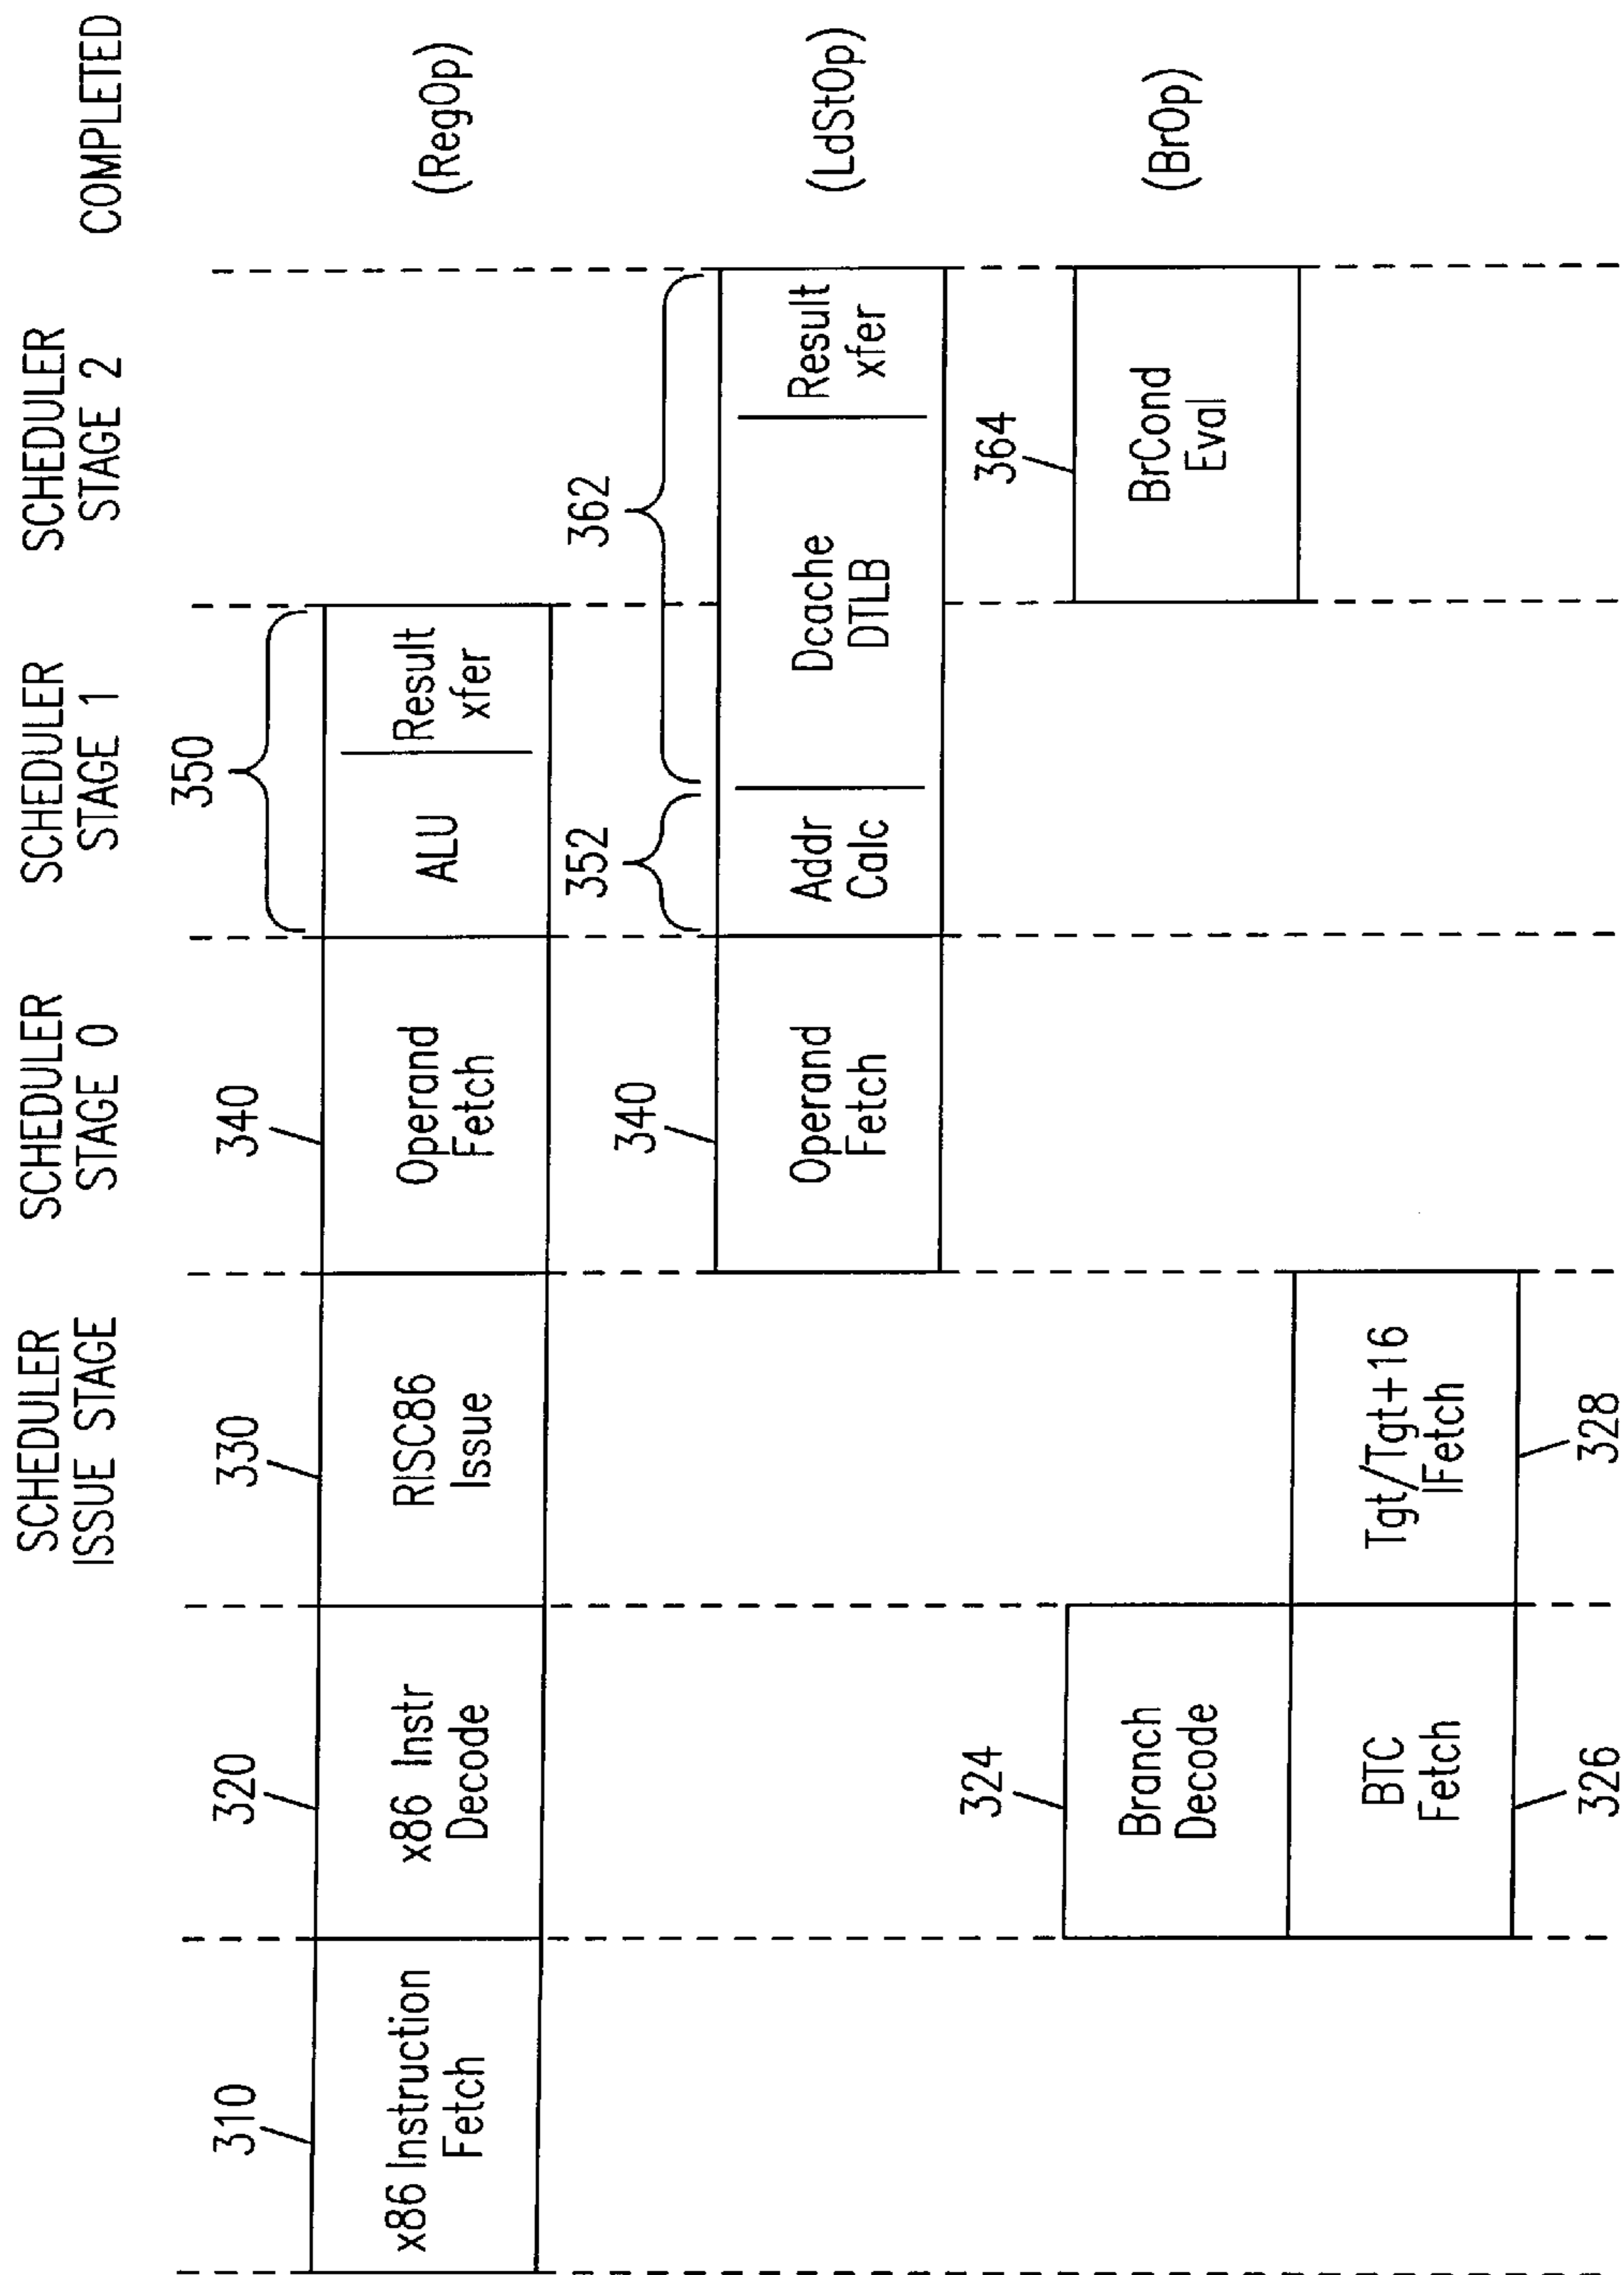 SCHEDULER
ISSUE STAGE
SCHEDULER
STAGE 0
SCHEDULER
STAGE 1
SCHEDULER
STAGE 2
COMPLETED
310
320
330
340
350
x86 Instruction
Fetch
x86 Instr
Decode
RISC86
Issue
Operand
Fetch
ALU
Result
xfer
(RegOp)
340
352
362
Operand
Fetch
Addr
Calc
Dcache
DTLB
Result
xfer
(LdStOp)
324
364
Branch
Decode
BrCond
Eval
(BrOp)
BTC
Fetch
Tgt/Tgt+16
IFetch
326
328